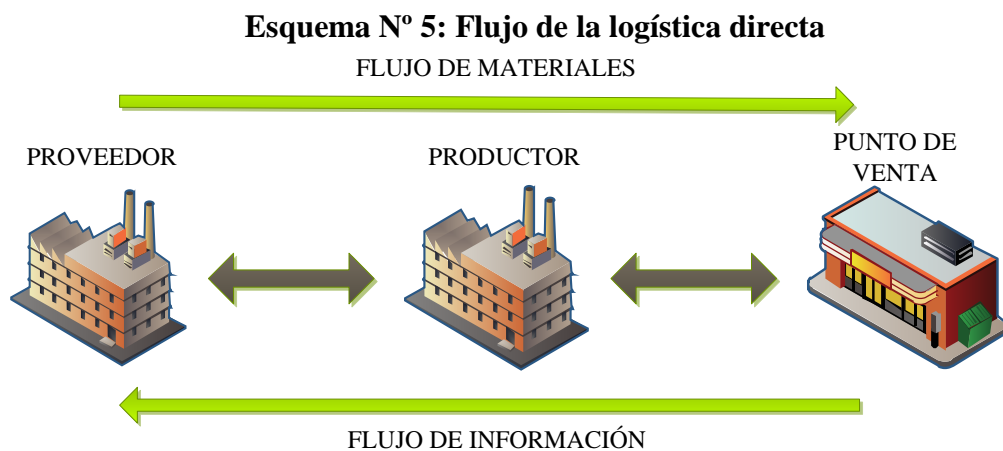 Esquema Nº 5: Flujo de la logística directa
FLUJO DE MATERIALES
PROVEEDOR
PRODUCTOR
PUNTO DE
VENTA
FLUJO DE INFORMACIÓN